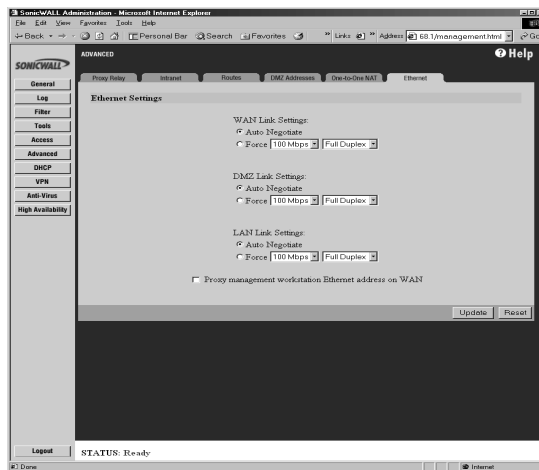 SonicWALL Administration - Microsoft Internet Explorer
File Edit View Favorites Tools Help
Back Personal Bar Search Favorites » Links » Address 68.1/management.html Go
SONICWALL
ADVANCED
Help
Proxy Relay Intranet Routes DMZ Addresses One-to-One NAT Ethernet
General
Log
Filter
Tools
Access
Advanced
DHCP
VPN
Anti-Virus
High Availability
Ethernet Settings
WAN Link Settings:
Auto Negotiate
Force 100 Mbps Full Duplex
DMZ Link Settings:
Auto Negotiate
Force 100 Mbps Full Duplex
LAN Link Settings:
Auto Negotiate
Force 100 Mbps Full Duplex
Proxy management workstation Ethernet address on WAN
Update Reset
Logout
STATUS: Ready
Done Internet